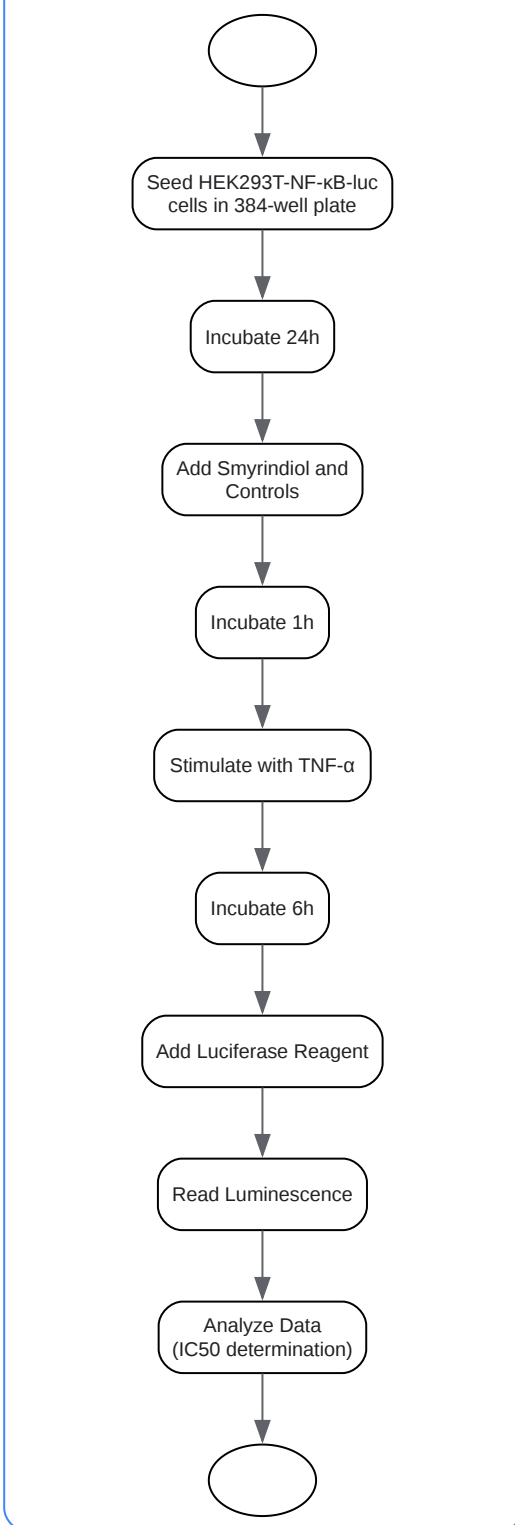 Seed HEK293T-NF-κB-luc
cells in 384-well plate
Incubate 24h
Add Smyrindiol and
Controls
Incubate 1h
Stimulate with TNF-α
Incubate 6h
Add Luciferase Reagent
Read Luminescence
Analyze Data
(IC50 determination)